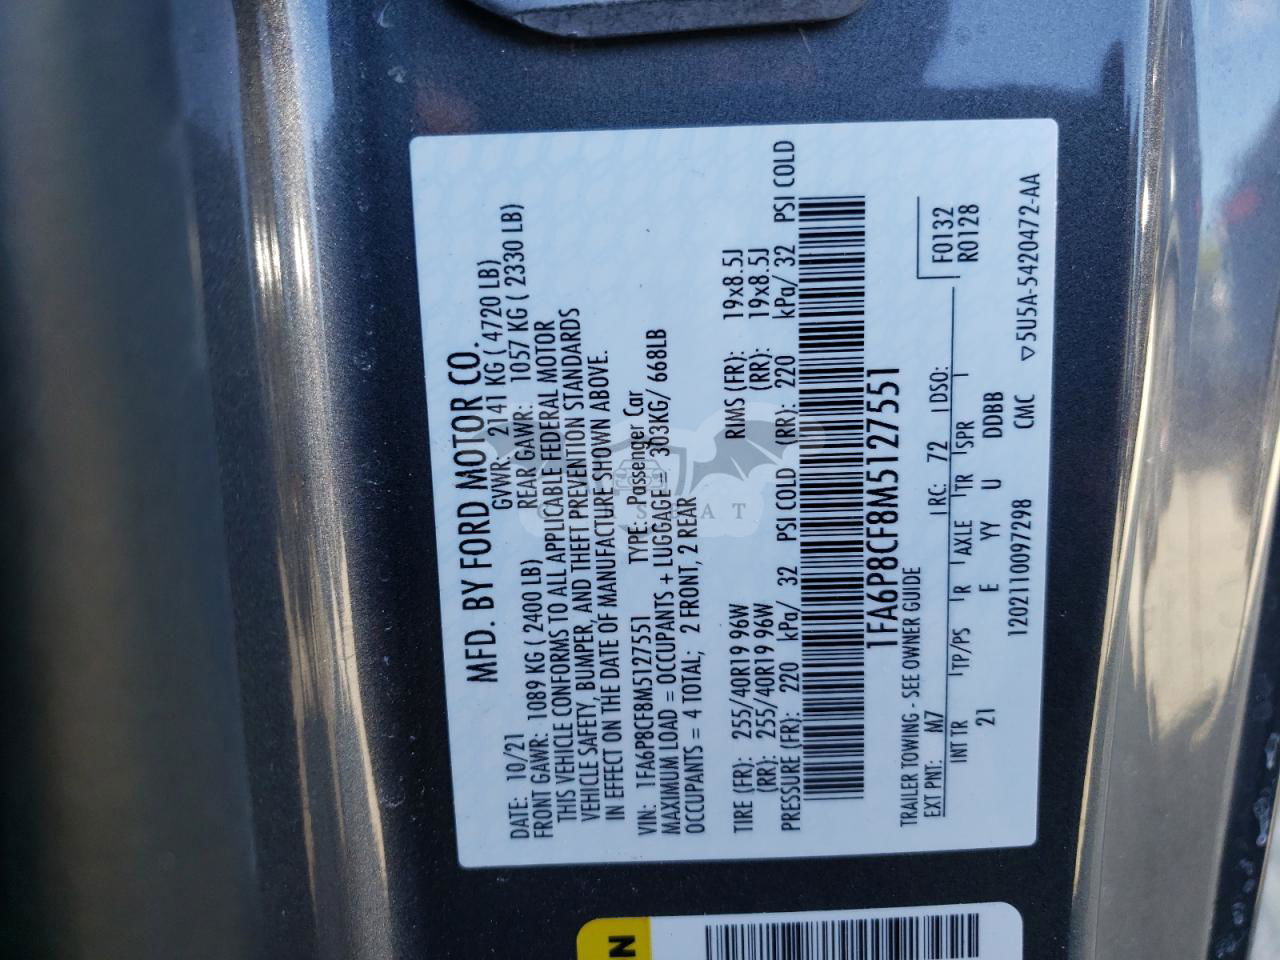 MFD. BY FORD MOTOR CO.
DATE: 10/21 GVWR: 2141 KG ( 4720 LB)
FRONT GAWR: 1089 KG ( 2400 LB) REAR GAWR: 1057 KG ( 2330 LB)
THIS VEHICLE CONFORMS TO ALL APPLICABLE FEDERAL MOTOR
VEHICLE SAFETY, BUMPER, AND THEFT PREVENTION STANDARDS
IN EFFECT ON THE DATE OF MANUFACTURE SHOWN ABOVE.
VIN: 1FA6P8CF8M5127551 TYPE: Passenger Car
MAXIMUM LOAD = OCCUPANTS + LUGGAGE = 303KG/ 668LB
OCCUPANTS = 4 TOTAL; 2 FRONT, 2 REAR
TIRE (FR): 255/40R19 96W RIMS (FR): 19x8.5J
(RR): 255/40R19 96W (RR): 19x8.5J
PRESSURE (FR): 220 kPa/ 32 PSI COLD (RR): 220 kPa/ 32 PSI COLD
1FA6P8CF8M5127551
TRAILER TOWING - SEE OWNER GUIDE
EXT PNT: M7 RC: 72 DSO: F0132
INT TR TP/PS R AXLE TR SPR R0128
21 E YY U DDBB
1202110097298 CMC ▽5U5A-5420472-AA
N